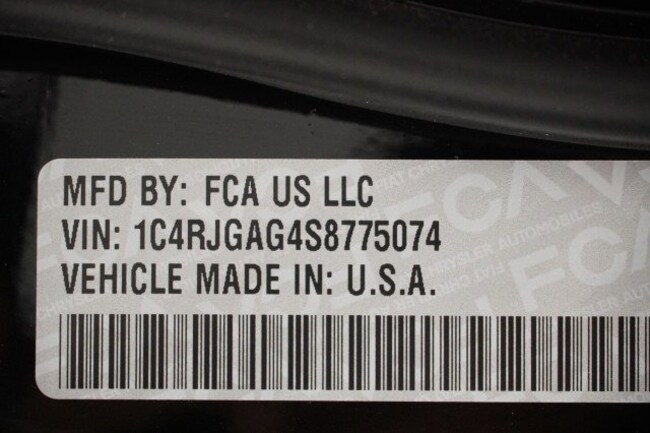 MFD BY: FCA US LLC
VIN: 1C4RJGAG4S8775074
VEHICLE MADE IN: U.S.A.